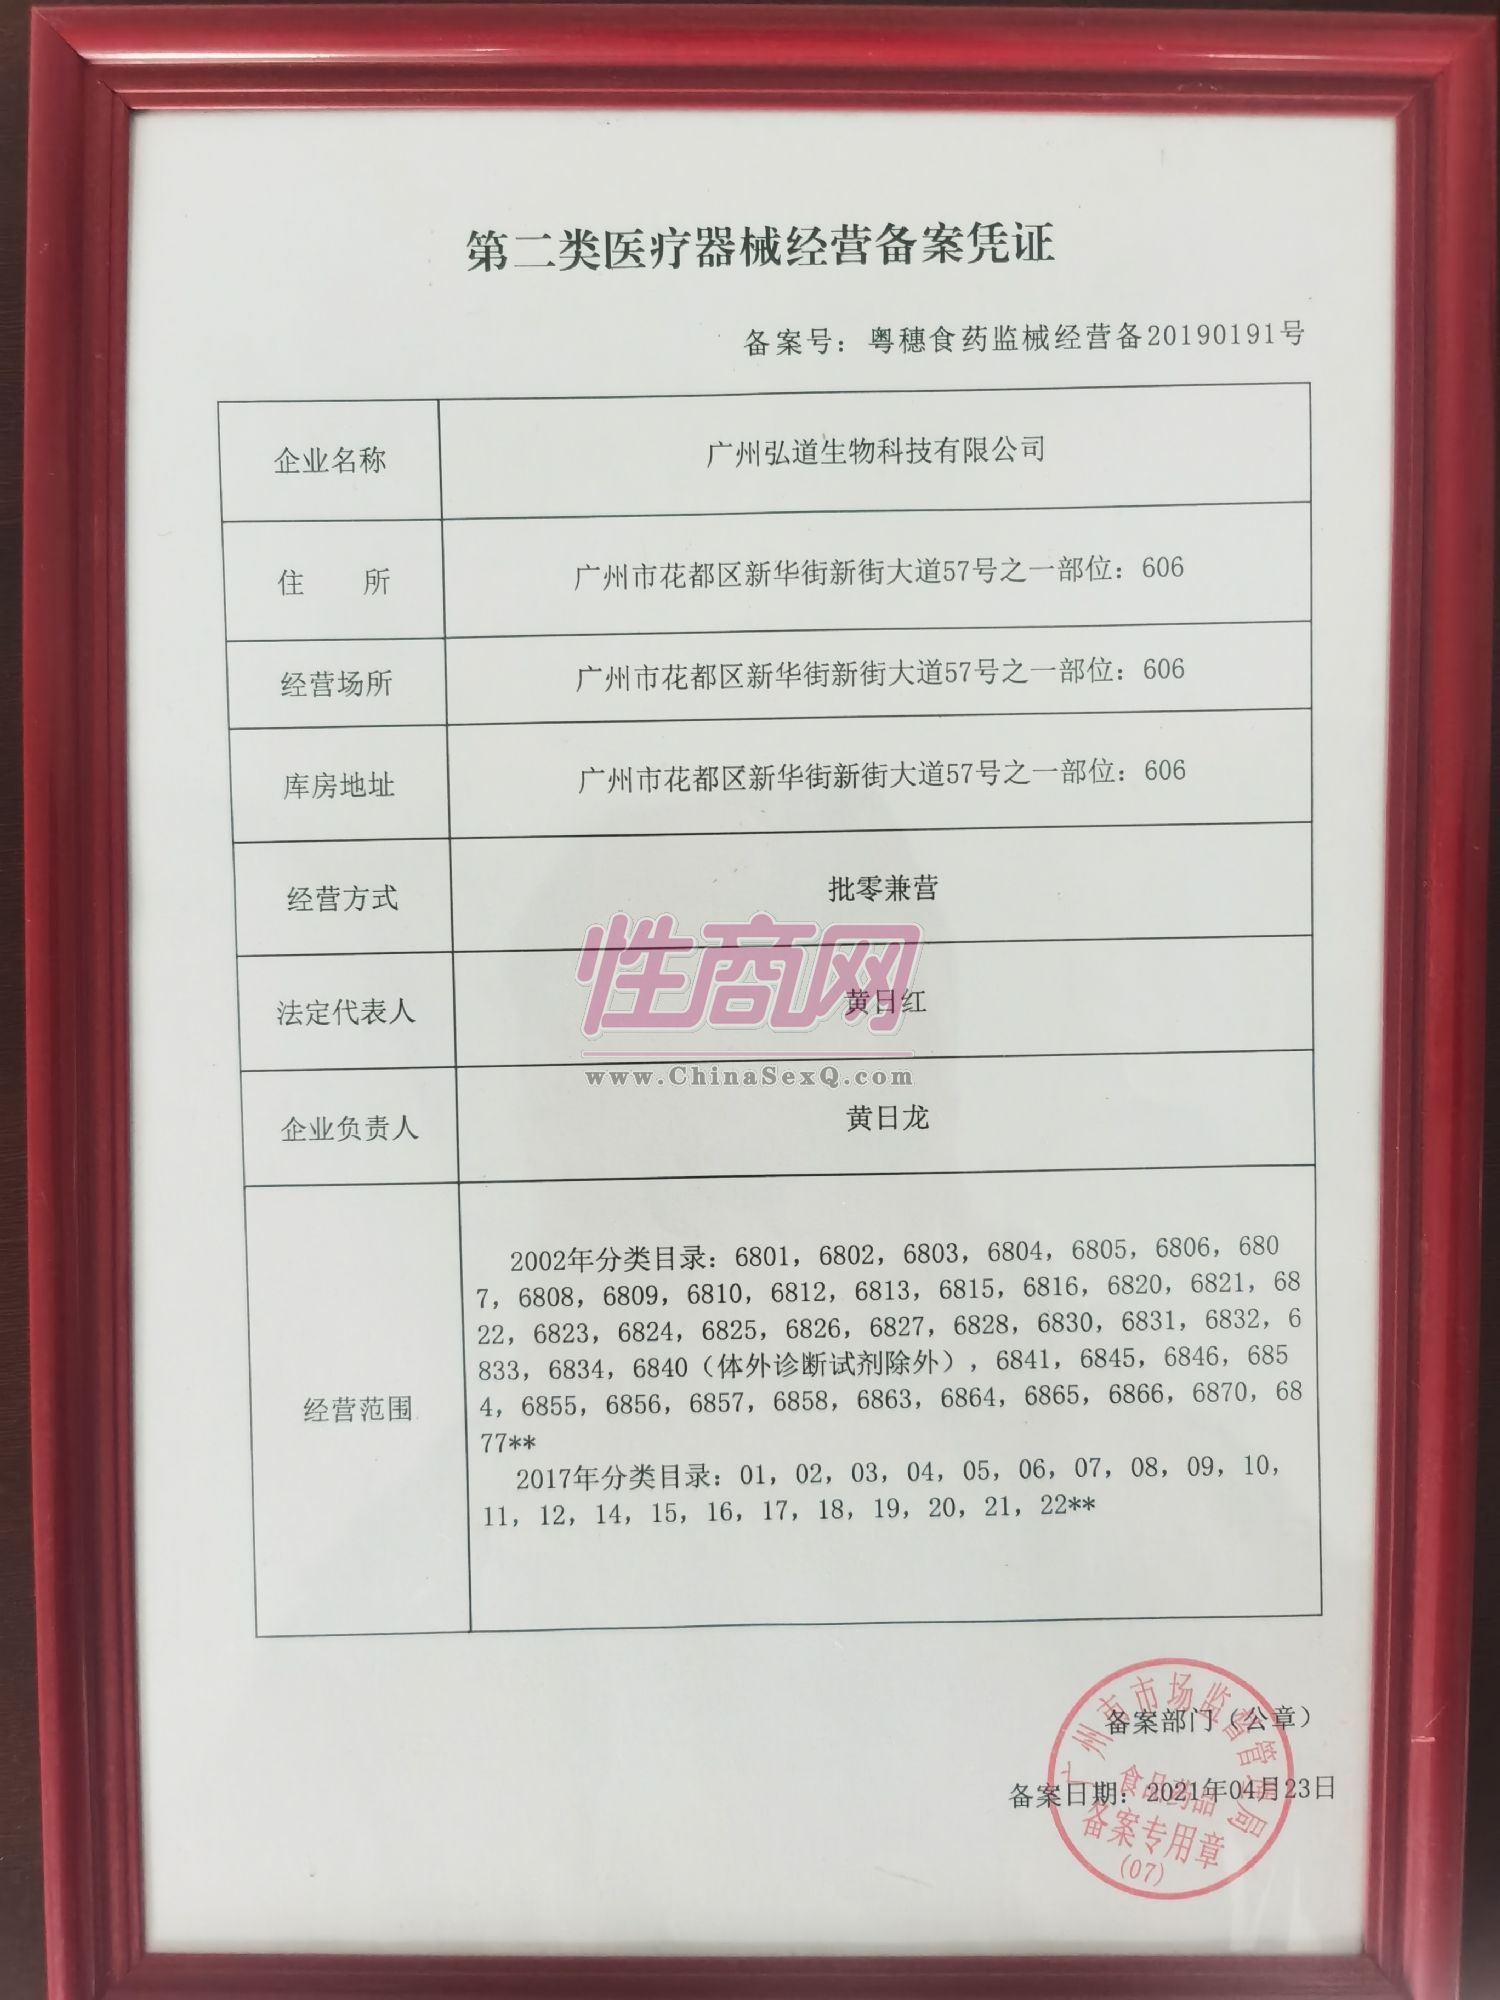 第二类医疗器械经营备案凭证
备案号：粤穗食药监械经营备20190191号
企业名称 广州弘道生物科技有限公司
住 所 广州市花都区新华街新街大道57号之一部位：606
经营场所 广州市花都区新华街新街大道57号之一部位：606
库房地址 广州市花都区新华街新街大道57号之一部位：606
经营方式 批零兼营
性商网
法定代表人 黄日红
www.ChinaSexQ.com
企业负责人 黄日龙
经营范围
2002年分类目录：6801，6802，6803，6804，6805，6806，680
7，6808，6809，6810，6812，6813，6815，6816，6820，6821，68
22，6823，6824，6825，6826，6827，6828，6830，6831，6832，6
833，6834，6840（体外诊断试剂除外），6841，6845，6846，685
4，6855，6856，6857，6858，6863，6864，6865，6866，6870，68
77**
2017年分类目录：01，02，03，04，05，06，07，08，09，10，
11，12，14，15，16，17，18，19，20，21，22**
备案部门（公章）
备案日期：2021年04月23日
广州市市场监督管理局
食品药品
备案专用章
(07)